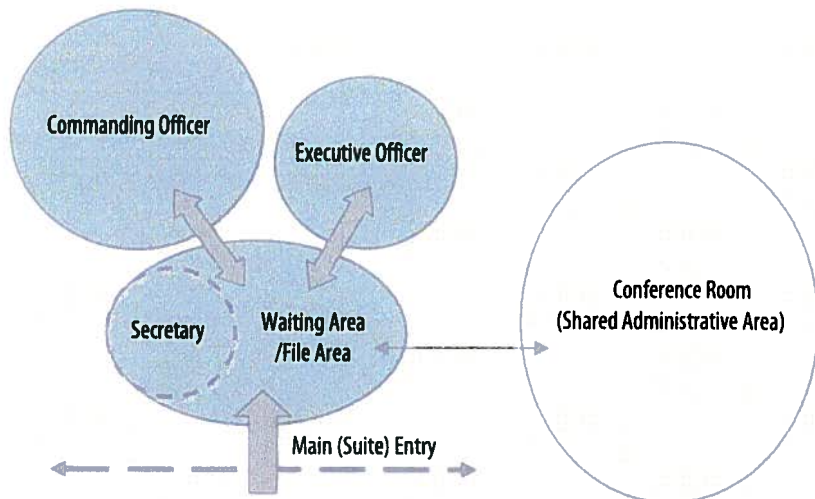 Commanding Officer
Executive Officer
Conference Room
(Shared Administrative Area)
Secretary
Waiting Area
/File Area
Main (Suite) Entry